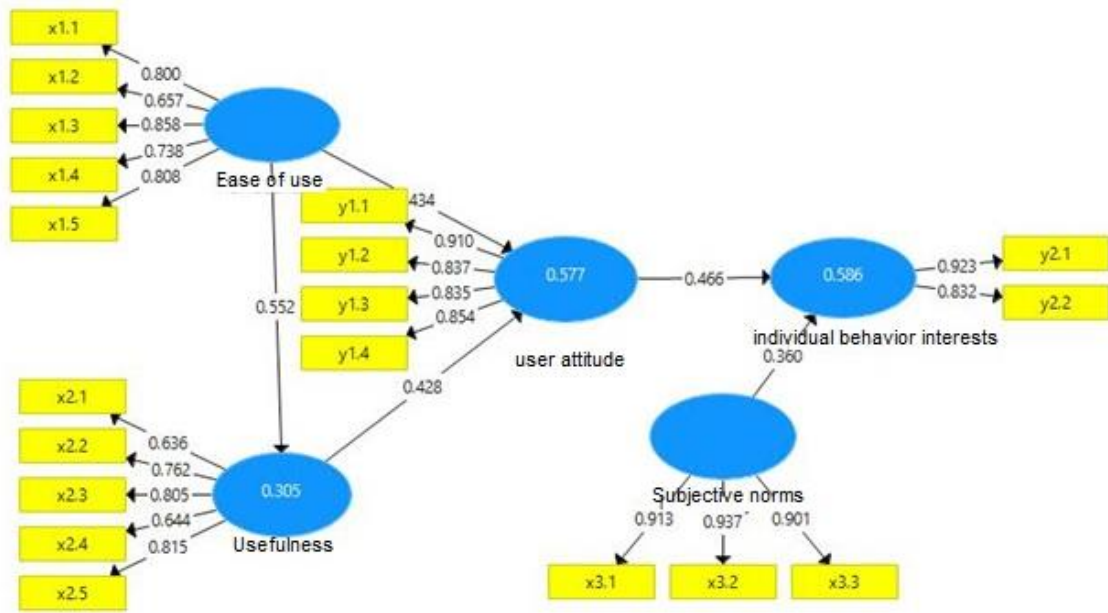 x1.1
0.800
x1.2
0.657
x1.3
0.858
x1.4
0.738
x1.5
0.808
Ease of use
434
y1.1
0.910
y1.2
0.837
y1.3
0.835
y1.4
0.854
0.577
user attitude
0.466
0.586
individual behavior interests
0.923
y2.1
0.832
y2.2
0.552
0.428
0.360
x2.1
0.636
x2.2
0.762
x2.3
0.805
x2.4
0.644
x2.5
0.815
0.305
Usefulness
Subjective norms
0.913
0.937
0.901
x3.1
x3.2
x3.3